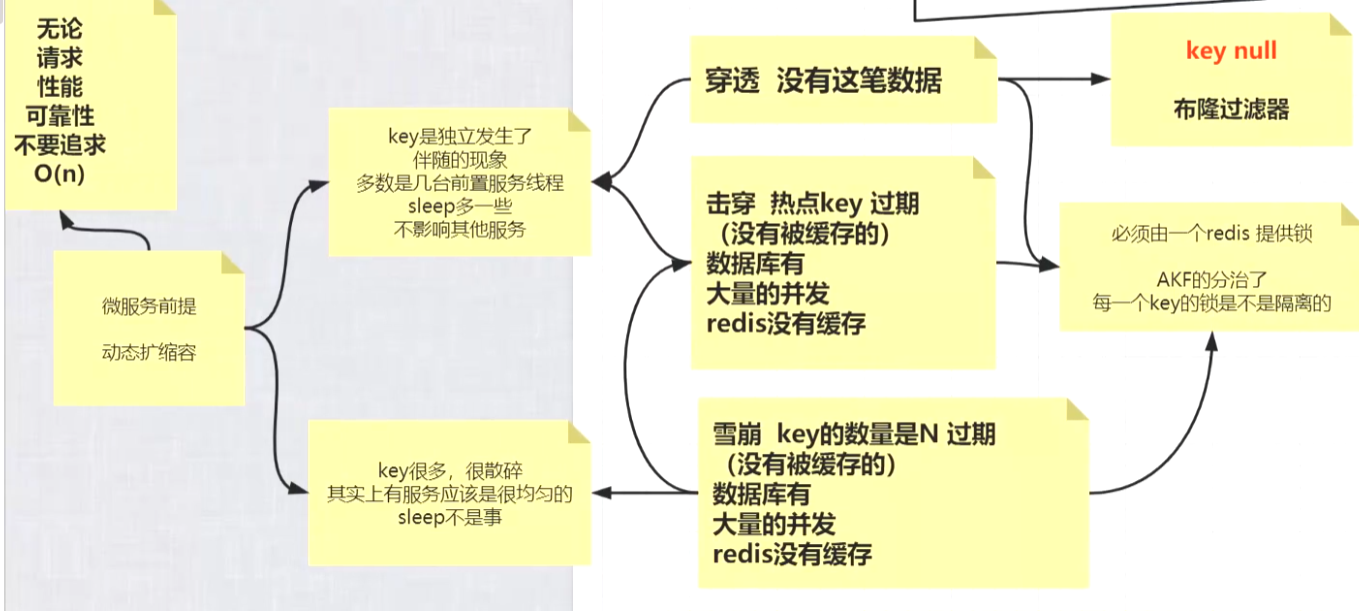 无论
请求
性能
可靠性
不要追求
O(n)
微服务前提
动态扩缩容
key是独立发生了
伴随的现象
多数是几台前置服务线程
sleep多一些
不影响其他服务
key很多，很散碎
其实上有服务应该是很均匀的
sleep不是事
穿透 没有这笔数据
击穿 热点key 过期
（没有被缓存的）
数据库有
大量的并发
redis没有缓存
雪崩 key的数量是N 过期
（没有被缓存的）
数据库有
大量的并发
redis没有缓存
key null
布隆过滤器
必须由一个redis 提供锁
AKF的分治了
每一个key的锁是不是隔离的